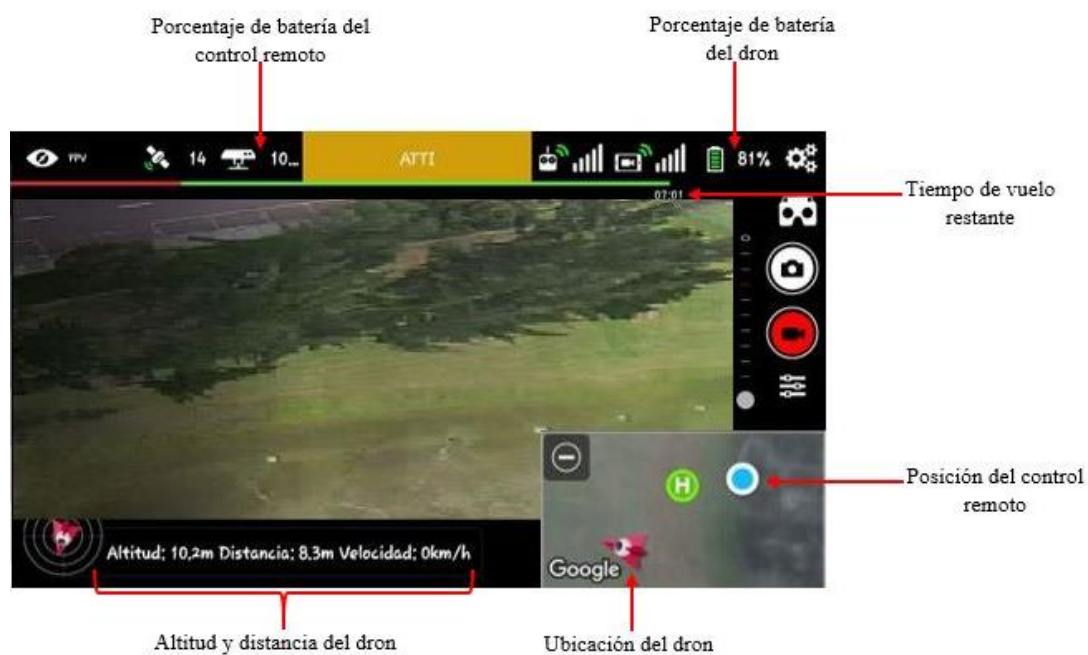 Porcentaje de batería del
control remoto
Porcentaje de batería
del dron
FPV
14
10...
ATTI
81%
07:01
Tiempo de vuelo
restante
H
Posición del control
remoto
Altitud: 10,2m Distancia: 8.3m Velocidad: 0km/h
Google
Altitud y distancia del dron
Ubicación del dron